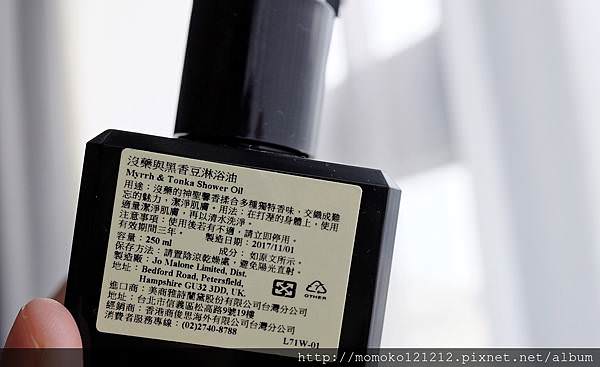 沒藥與黑香豆淋浴油
Myrrh & Tonka Shower Oil
用途：沒藥的神聖馨香揉合多種獨特香味，交織成難
忘的魅力，潔淨肌膚。用法：在打溼的身體上，使用
適量潔淨肌膚，再以清水洗淨。
注意事項：使用後若有不適，請立即停用。
有效期間三年。 製造日期：2017/11/01
容量：250 ml 成分：如原文所示。
保存方法：請置陰涼乾燥處，避免陽光直射。
製造廠：Jo Malone Limited, Dist.
地址：Bedford Road, Petersfield,
Hampshire GU32 3DD, UK.
進口商：美商雅詩蘭黛股份有限公司台灣分公司
地址：台北市信義區松高路9號19樓
經銷商：香港商俊思海外有限公司台灣分公司
消費者服務專線：(02)2740-8788
7
OTHER
L71W-01
http://momoko121212.pixnet.net/album